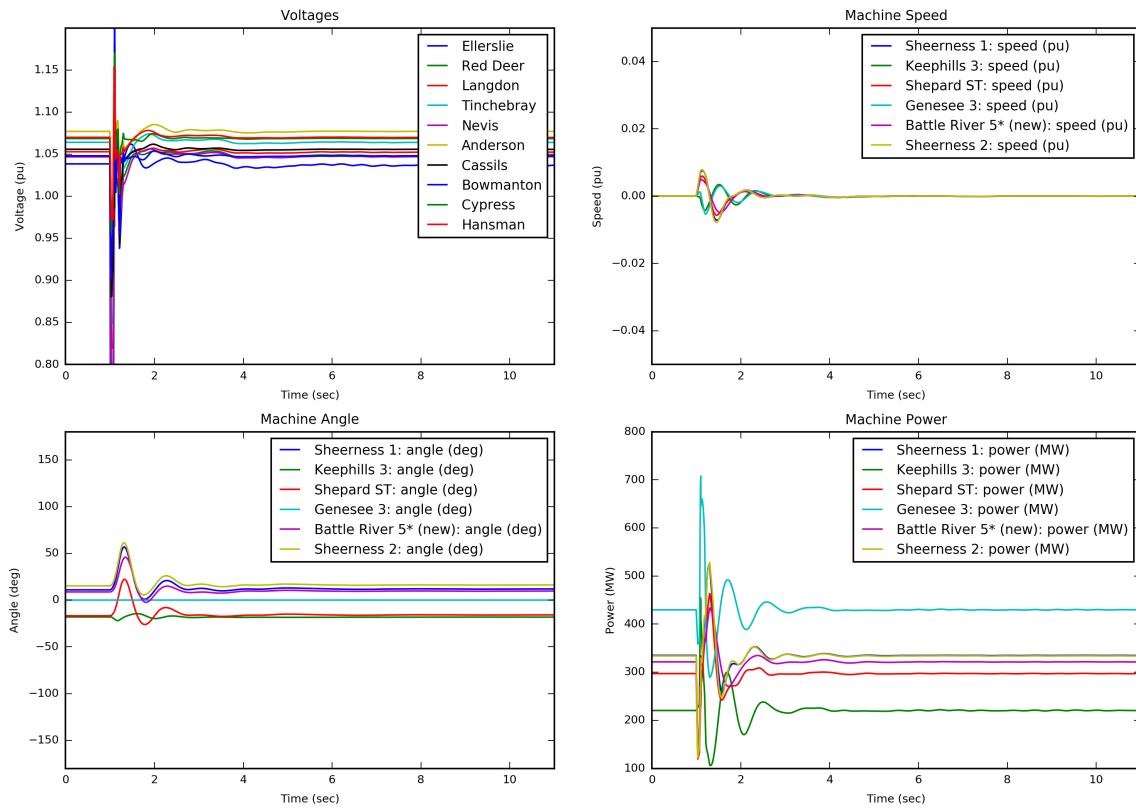 Voltages
1.15
1.10
1.05
1.00
0.95
0.90
0.85
0.80
Voltage (pu)
0 2 4 6 8 10
Time (sec)
Ellerslie
Red Deer
Langdon
Tinchebray
Nevis
Anderson
Cassils
Bowmanton
Cypress
Hansman
Machine Speed
0.04
0.02
0.00
−0.02
−0.04
Speed (pu)
0 2 4 6 8 10
Time (sec)
Sheerness 1: speed (pu)
Keephills 3: speed (pu)
Shepard ST: speed (pu)
Genesee 3: speed (pu)
Battle River 5* (new): speed (pu)
Sheerness 2: speed (pu)
Machine Angle
150
100
50
0
−50
−100
−150
Angle (deg)
0 2 4 6 8 10
Time (sec)
Sheerness 1: angle (deg)
Keephills 3: angle (deg)
Shepard ST: angle (deg)
Genesee 3: angle (deg)
Battle River 5* (new): angle (deg)
Sheerness 2: angle (deg)
Machine Power
800
700
600
500
400
300
200
100
Power (MW)
0 2 4 6 8 10
Time (sec)
Sheerness 1: power (MW)
Keephills 3: power (MW)
Shepard ST: power (MW)
Genesee 3: power (MW)
Battle River 5* (new): power (MW)
Sheerness 2: power (MW)